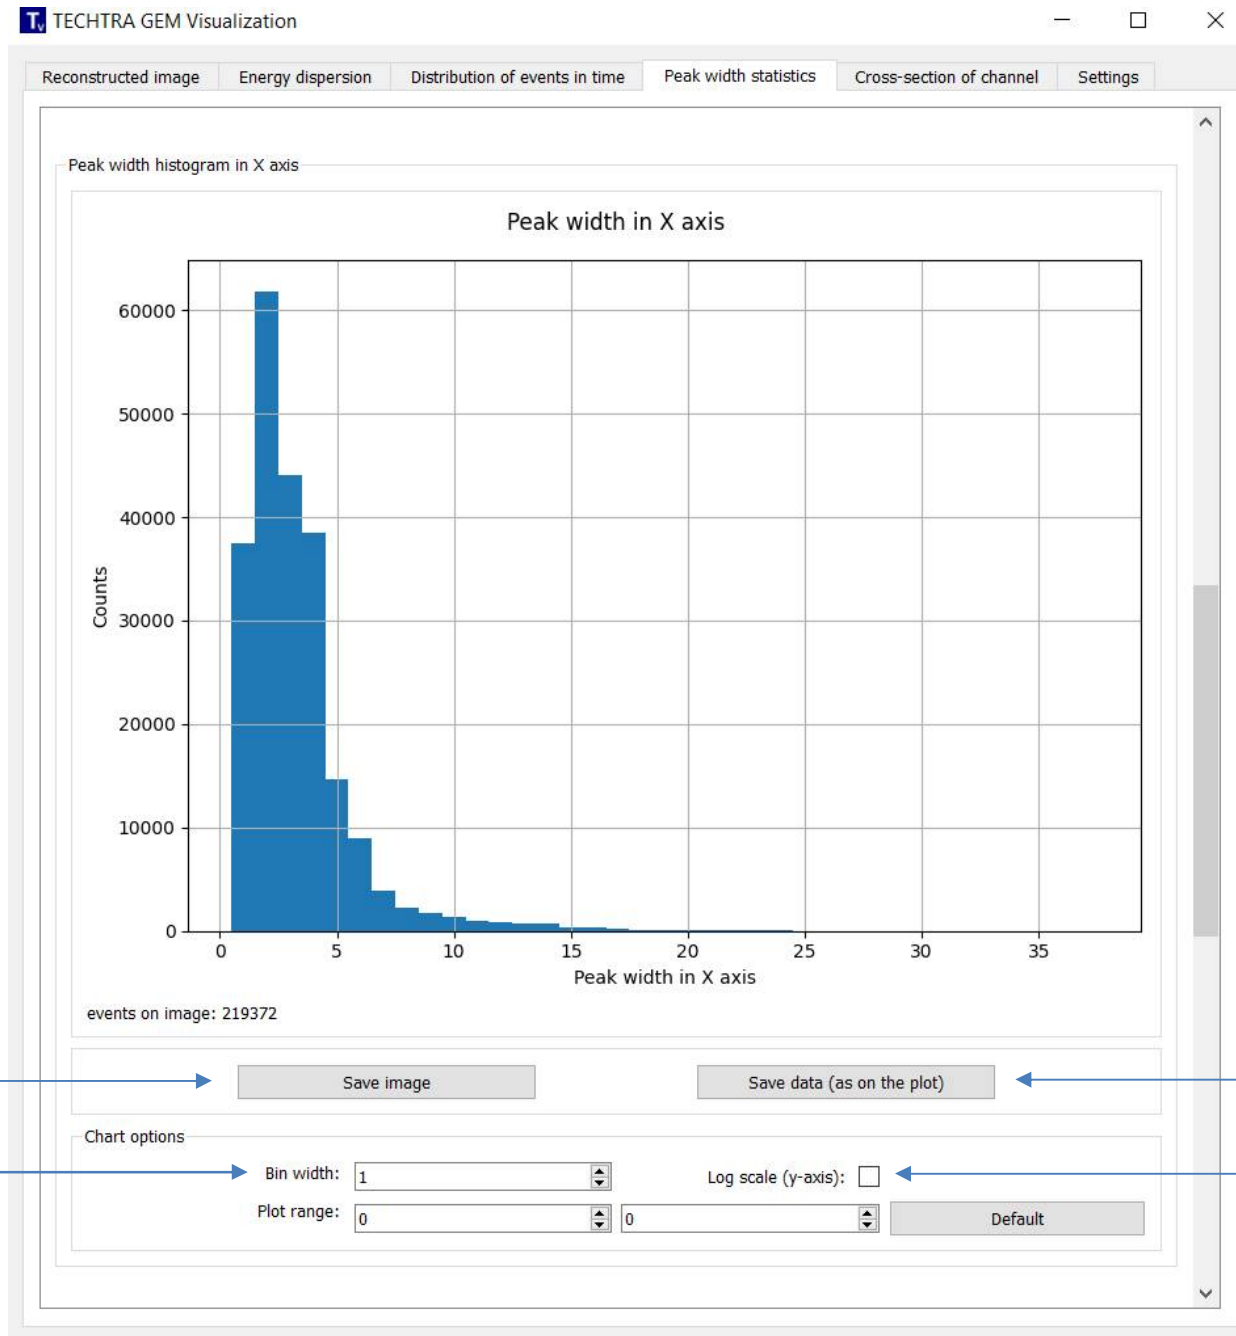 Tv TECHTRA GEM Visualization
Reconstructed image Energy dispersion Distribution of events in time Peak width statistics Cross-section of channel Settings
Peak width histogram in X axis
Peak width in X axis
60000
50000
40000
30000
20000
10000
0
Counts
0 5 10 15 20 25 30 35
Peak width in X axis
events on image: 219372
Save image Save data (as on the plot)
Chart options
Bin width: 1 Log scale (y-axis):
Plot range: 0 0 Default